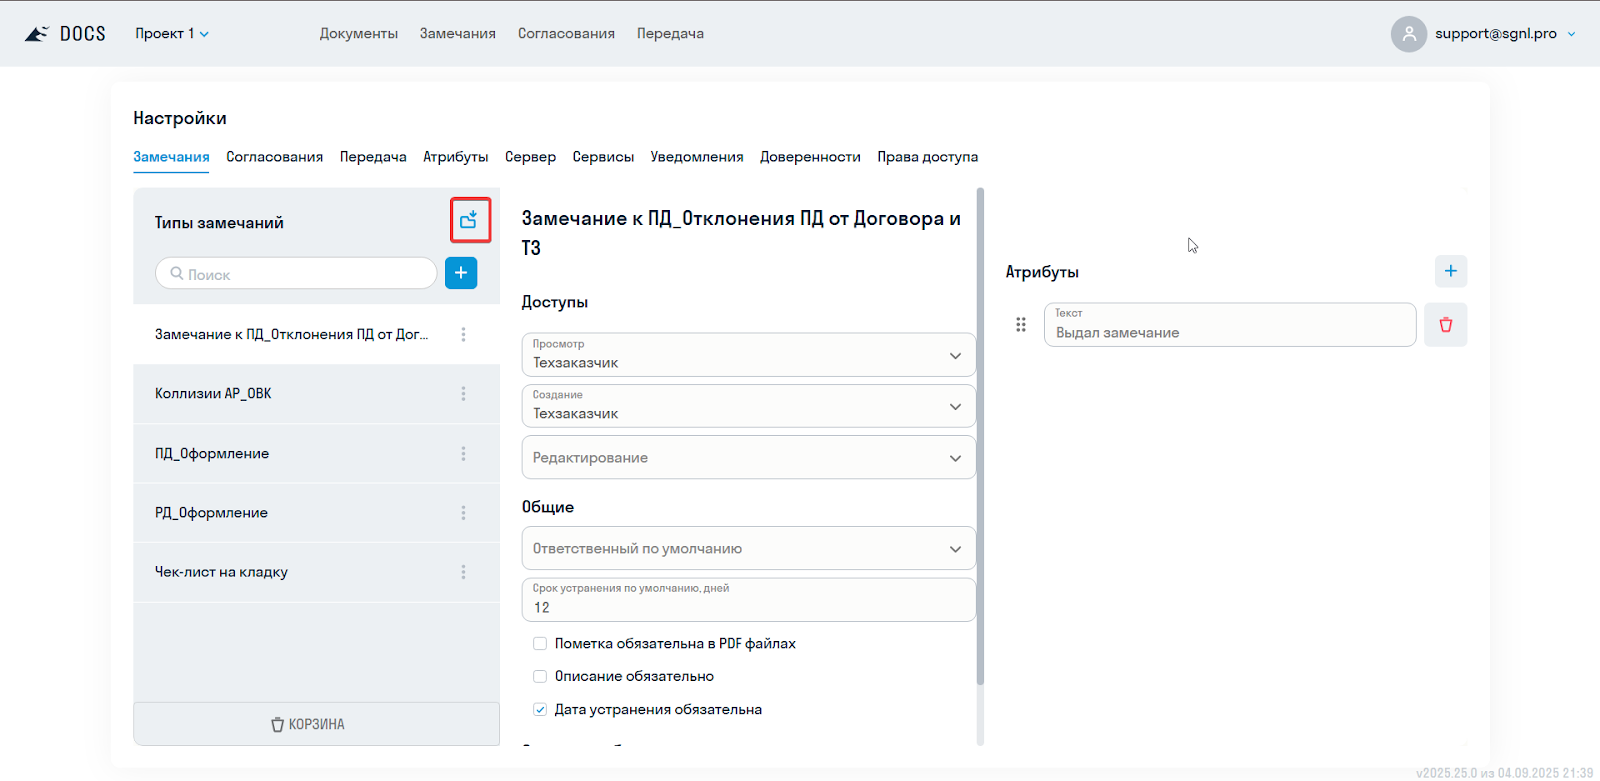 DOCS
Проект 1
Документы Замечания Согласования Передача
support@sgnl.pro
Настройки
Замечания Согласования Передача Атрибуты Сервер Сервисы Уведомления Доверенности Права доступа
Типы замечаний
Поиск
Замечание к ПД_Отклонения ПД от Дог...
Коллизии АР_ОВК
ПД_Оформление
РД_Оформление
Чек-лист на кладку
КОРЗИНА
Замечание к ПД_Отклонения ПД от Договора и
ТЗ
Доступы
Просмотр
Техзаказчик
Создание
Техзаказчик
Редактирование
Общие
Ответственный по умолчанию
Срок устранения по умолчанию, дней
12
Пометка обязательна в PDF файлах
Описание обязательно
Дата устранения обязательна
Атрибуты
Текст
Выдал замечание
v2025.25.0 из 04.09.2025 21:39